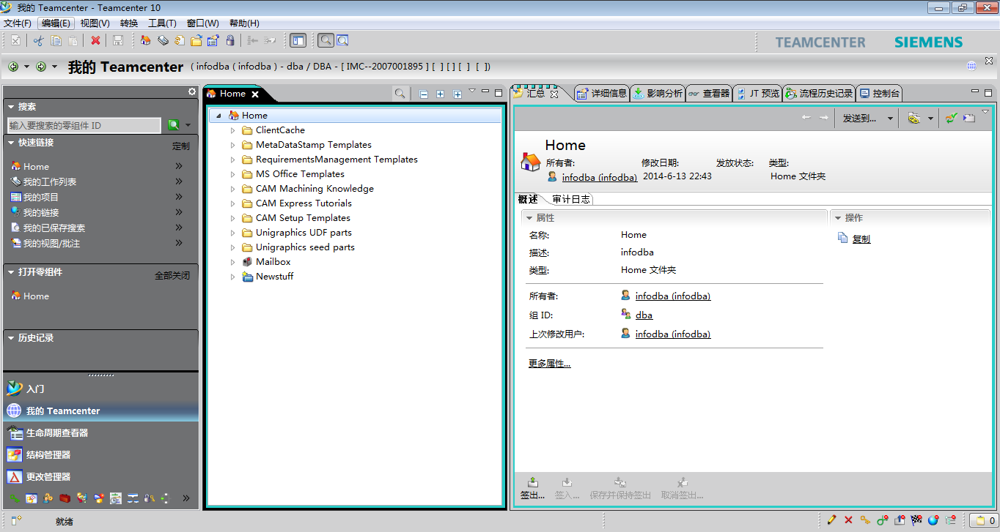 我的 Teamcenter - Teamcenter 10
文件(F) 编辑(E) 视图(V) 转换 工具(T) 窗口(W) 帮助(H)
TEAMCENTER SIEMENS
我的 Teamcenter ( infodba ( infodba ) - dba / DBA - [ IMC--2007001895 ] [ ] [ ] [ ] [ ])
搜索
输入要搜索的零组件 ID
快速链接 定制
Home
我的工作列表
我的项目
我的链接
我的已保存搜索
我的视图/批注
打开零组件 全部关闭
Home
历史记录
入门
我的 Teamcenter
生命周期查看器
结构管理器
更改管理器
Home
Home
ClientCache
MetaDataStamp Templates
RequirementsManagement Templates
MS Office Templates
CAM Machining Knowledge
CAM Express Tutorials
CAM Setup Templates
Unigraphics UDF parts
Unigraphics seed parts
Mailbox
Newstuff
汇总 详细信息 影响分析 查看器 JT 预览 流程历史记录 控制台
发送到...
Home
所有者: 修改日期: 发放状态: 类型:
infodba (infodba) 2014-6-13 22:43 Home 文件夹
概述 审计日志
属性
名称: Home
描述: infodba
类型: Home 文件夹
所有者: infodba (infodba)
组 ID: dba
上次修改用户: infodba (infodba)
更多属性...
操作
复制
签出... 签入... 保存并保持签出 取消签出...
就绪 0